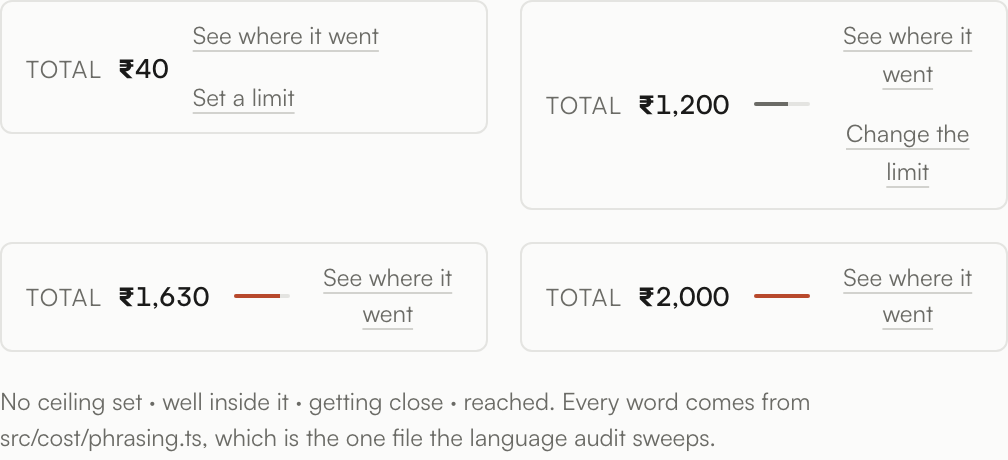 See where it went
TOTAL ₹40
Set a limit
See where it
went
TOTAL ₹1,200
Change the
limit
See where it
TOTAL ₹1,630
went
See where it
TOTAL ₹2,000
went
No ceiling set · well inside it · getting close · reached. Every word comes from
src/cost/phrasing.ts, which is the one file the language audit sweeps.